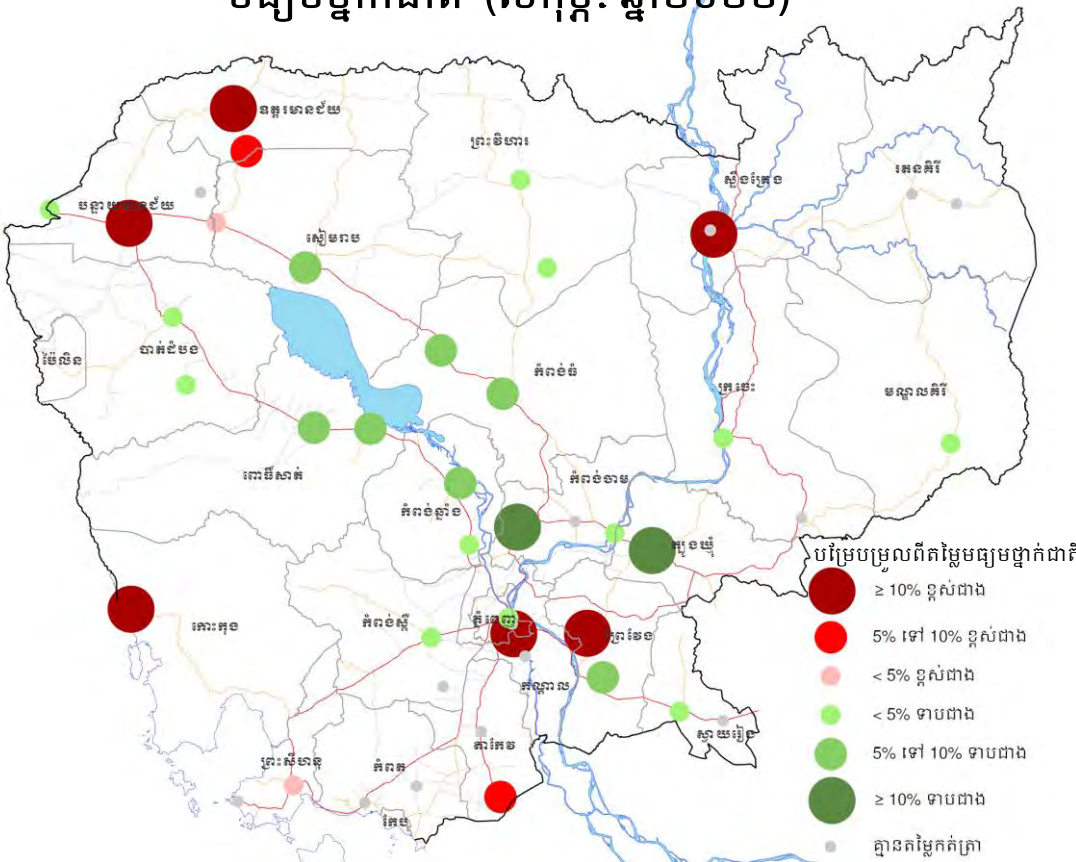 ឧត្តរមានជ័យ
ព្រះវិហារ
ស្ទឹងត្រែង
រតនគិរី
បន្ទាយមានជ័យ
សៀមរាប
ប៉ៃលិន
បាត់ដំបង
កំពង់ធំ
ក្រចេះ
មណ្ឌលគិរី
ពោធិ៍សាត់
កំពង់ចាម
កំពង់ឆ្នាំង
ត្បូងឃ្មុំ
បម្រែបម្រួលពីតម្លៃមធ្យមថ្នាក់ជាតិ
≥ 10% ខ្ពស់ជាង
កោះកុង
កំពង់ស្ពឺ
ភ្នំពេញ
ព្រៃវែង
5% ទៅ 10% ខ្ពស់ជាង
< 5% ខ្ពស់ជាង
កណ្តាល
< 5% ទាបជាង
ស្វាយរៀង
តាកែវ
5% ទៅ 10% ទាបជាង
ព្រះសីហនុ
កំពត
≥ 10% ទាបជាង
កែប
គ្មានតម្លៃកត់ត្រា